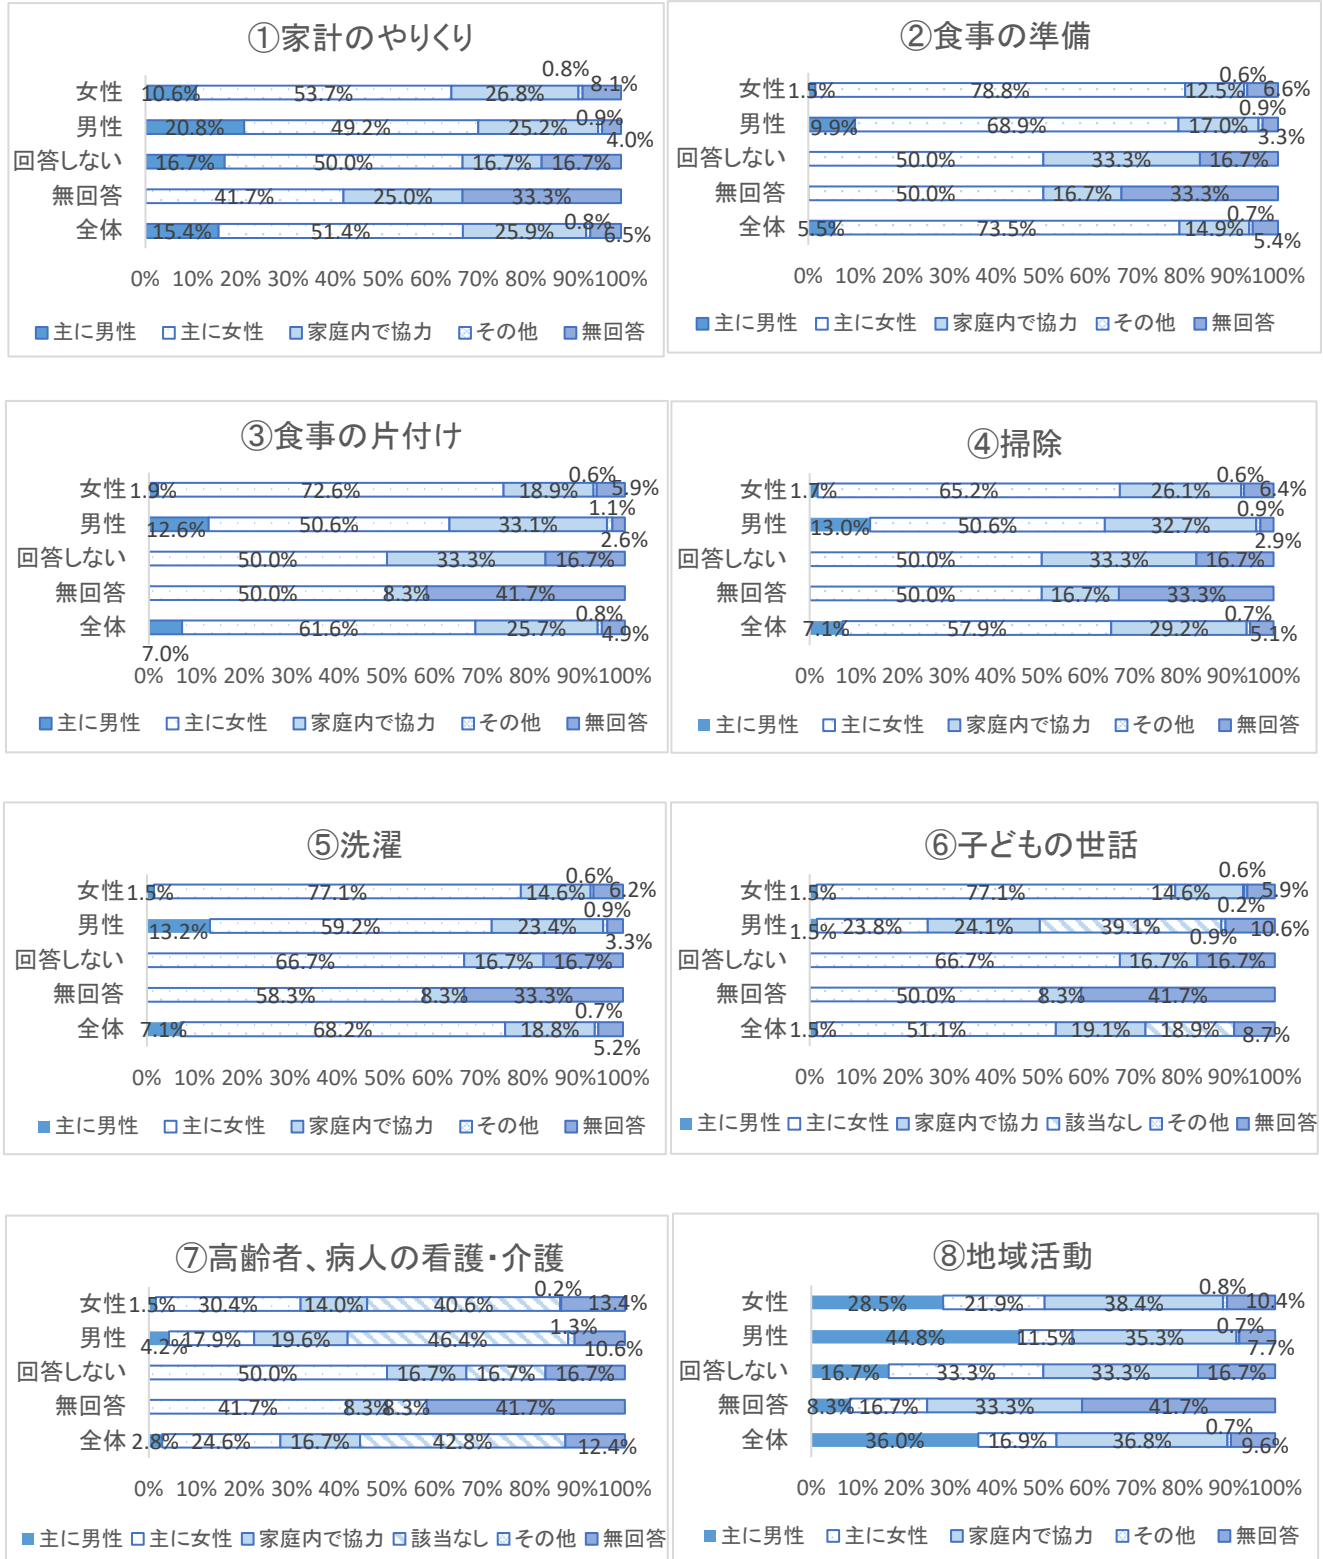 ①家計のやりくり
0.8%
女性 10.6% 53.7% 26.8% 8.1%
男性 20.8% 49.2% 25.2% 0.9% 4.0%
回答しない 16.7% 50.0% 16.7% 16.7%
無回答 41.7% 25.0% 33.3%
全体 15.4% 51.4% 25.9% 0.8% 6.5%
0% 10% 20% 30% 40% 50% 60% 70% 80% 90% 100%
主に男性 主に女性 家庭内で協力 その他 無回答
②食事の準備
女性 1.5% 78.8% 12.5% 0.6% 6.6%
男性 9.9% 68.9% 17.0% 0.9% 3.3%
回答しない 50.0% 33.3% 16.7%
無回答 50.0% 16.7% 33.3%
全体 5.5% 73.5% 14.9% 0.7% 5.4%
0% 10% 20% 30% 40% 50% 60% 70% 80% 90% 100%
主に男性 主に女性 家庭内で協力 その他 無回答
③食事の片付け
女性 1.9% 72.6% 18.9% 0.6% 5.9%
男性 12.6% 50.6% 33.1% 1.1% 2.6%
回答しない 50.0% 33.3% 16.7%
無回答 50.0% 8.3% 41.7%
全体 7.0% 61.6% 25.7% 0.8% 4.9%
0% 10% 20% 30% 40% 50% 60% 70% 80% 90% 100%
主に男性 主に女性 家庭内で協力 その他 無回答
④掃除
女性 1.7% 65.2% 26.1% 0.6% 6.4%
男性 13.0% 50.6% 32.7% 0.9% 2.9%
回答しない 50.0% 33.3% 16.7%
無回答 50.0% 16.7% 33.3%
全体 7.1% 57.9% 29.2% 0.7% 5.1%
0% 10% 20% 30% 40% 50% 60% 70% 80% 90% 100%
主に男性 主に女性 家庭内で協力 その他 無回答
⑤洗濯
女性 1.5% 77.1% 14.6% 0.6% 6.2%
男性 13.2% 59.2% 23.4% 0.9% 3.3%
回答しない 66.7% 16.7% 16.7%
無回答 58.3% 8.3% 33.3%
全体 7.1% 68.2% 18.8% 0.7% 5.2%
0% 10% 20% 30% 40% 50% 60% 70% 80% 90% 100%
主に男性 主に女性 家庭内で協力 その他 無回答
⑥子どもの世話
女性 1.5% 77.1% 14.6% 0.6% 0.2% 5.9%
男性 1.5% 23.8% 24.1% 39.1% 0.9% 10.6%
回答しない 66.7% 16.7% 16.7%
無回答 50.0% 8.3% 41.7%
全体 1.5% 51.1% 19.1% 18.9% 8.7%
0% 10% 20% 30% 40% 50% 60% 70% 80% 90% 100%
主に男性 主に女性 家庭内で協力 該当なし その他 無回答
⑦高齢者、病人の看護・介護
女性 1.5% 30.4% 14.0% 40.6% 0.2% 13.4%
男性 4.2% 17.9% 19.6% 46.4% 1.3% 10.6%
回答しない 50.0% 16.7% 16.7% 16.7%
無回答 41.7% 8.3% 8.3% 41.7%
全体 2.8% 24.6% 16.7% 42.8% 12.4%
0% 10% 20% 30% 40% 50% 60% 70% 80% 90% 100%
主に男性 主に女性 家庭内で協力 該当なし その他 無回答
⑧地域活動
女性 28.5% 21.9% 38.4% 0.8% 10.4%
男性 44.8% 11.5% 35.3% 0.7% 7.7%
回答しない 16.7% 33.3% 33.3% 16.7%
無回答 8.3% 16.7% 33.3% 41.7%
全体 36.0% 16.9% 36.8% 0.7% 9.6%
0% 10% 20% 30% 40% 50% 60% 70% 80% 90% 100%
主に男性 主に女性 家庭内で協力 その他 無回答